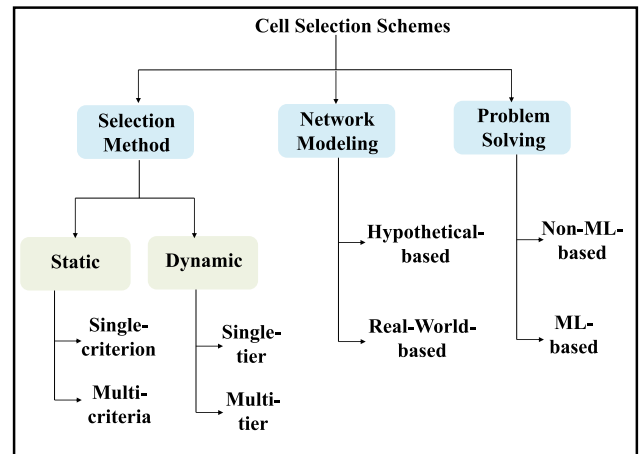 Cell Selection Schemes
Selection
Method
Network
Modeling
Problem
Solving
Static
Dynamic
Single-
criterion
Multi-
criteria
Single-
tier
Multi-
tier
Hypothetical-
based
Real-World-
based
Non-ML-
based
ML-
based